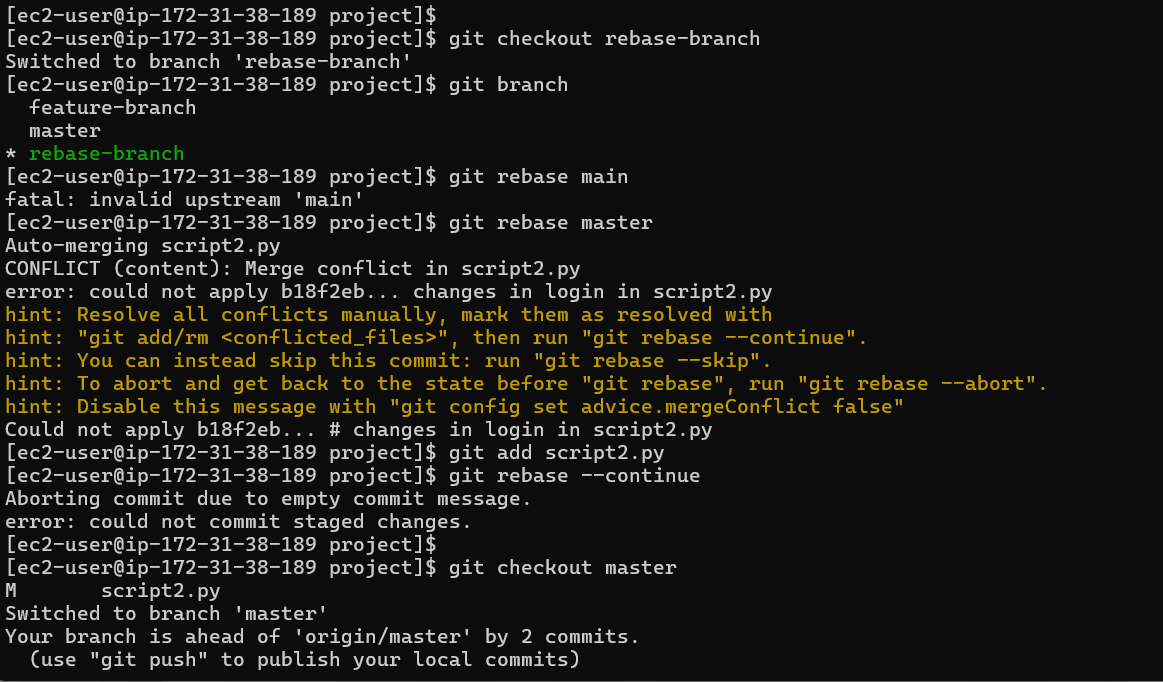 [ec2-user@ip-172-31-38-189 project]$
[ec2-user@ip-172-31-38-189 project]$ git checkout rebase-branch
Switched to branch 'rebase-branch'
[ec2-user@ip-172-31-38-189 project]$ git branch
  feature-branch
  master
* rebase-branch
[ec2-user@ip-172-31-38-189 project]$ git rebase main
fatal: invalid upstream 'main'
[ec2-user@ip-172-31-38-189 project]$ git rebase master
Auto-merging script2.py
CONFLICT (content): Merge conflict in script2.py
error: could not apply b18f2eb... changes in login in script2.py
hint: Resolve all conflicts manually, mark them as resolved with
hint: "git add/rm <conflicted_files>", then run "git rebase --continue".
hint: You can instead skip this commit: run "git rebase --skip".
hint: To abort and get back to the state before "git rebase", run "git rebase --abort".
hint: Disable this message with "git config set advice.mergeConflict false"
Could not apply b18f2eb... # changes in login in script2.py
[ec2-user@ip-172-31-38-189 project]$ git add script2.py
[ec2-user@ip-172-31-38-189 project]$ git rebase --continue
Aborting commit due to empty commit message.
error: could not commit staged changes.
[ec2-user@ip-172-31-38-189 project]$
[ec2-user@ip-172-31-38-189 project]$ git checkout master
M       script2.py
Switched to branch 'master'
Your branch is ahead of 'origin/master' by 2 commits.
  (use "git push" to publish your local commits)